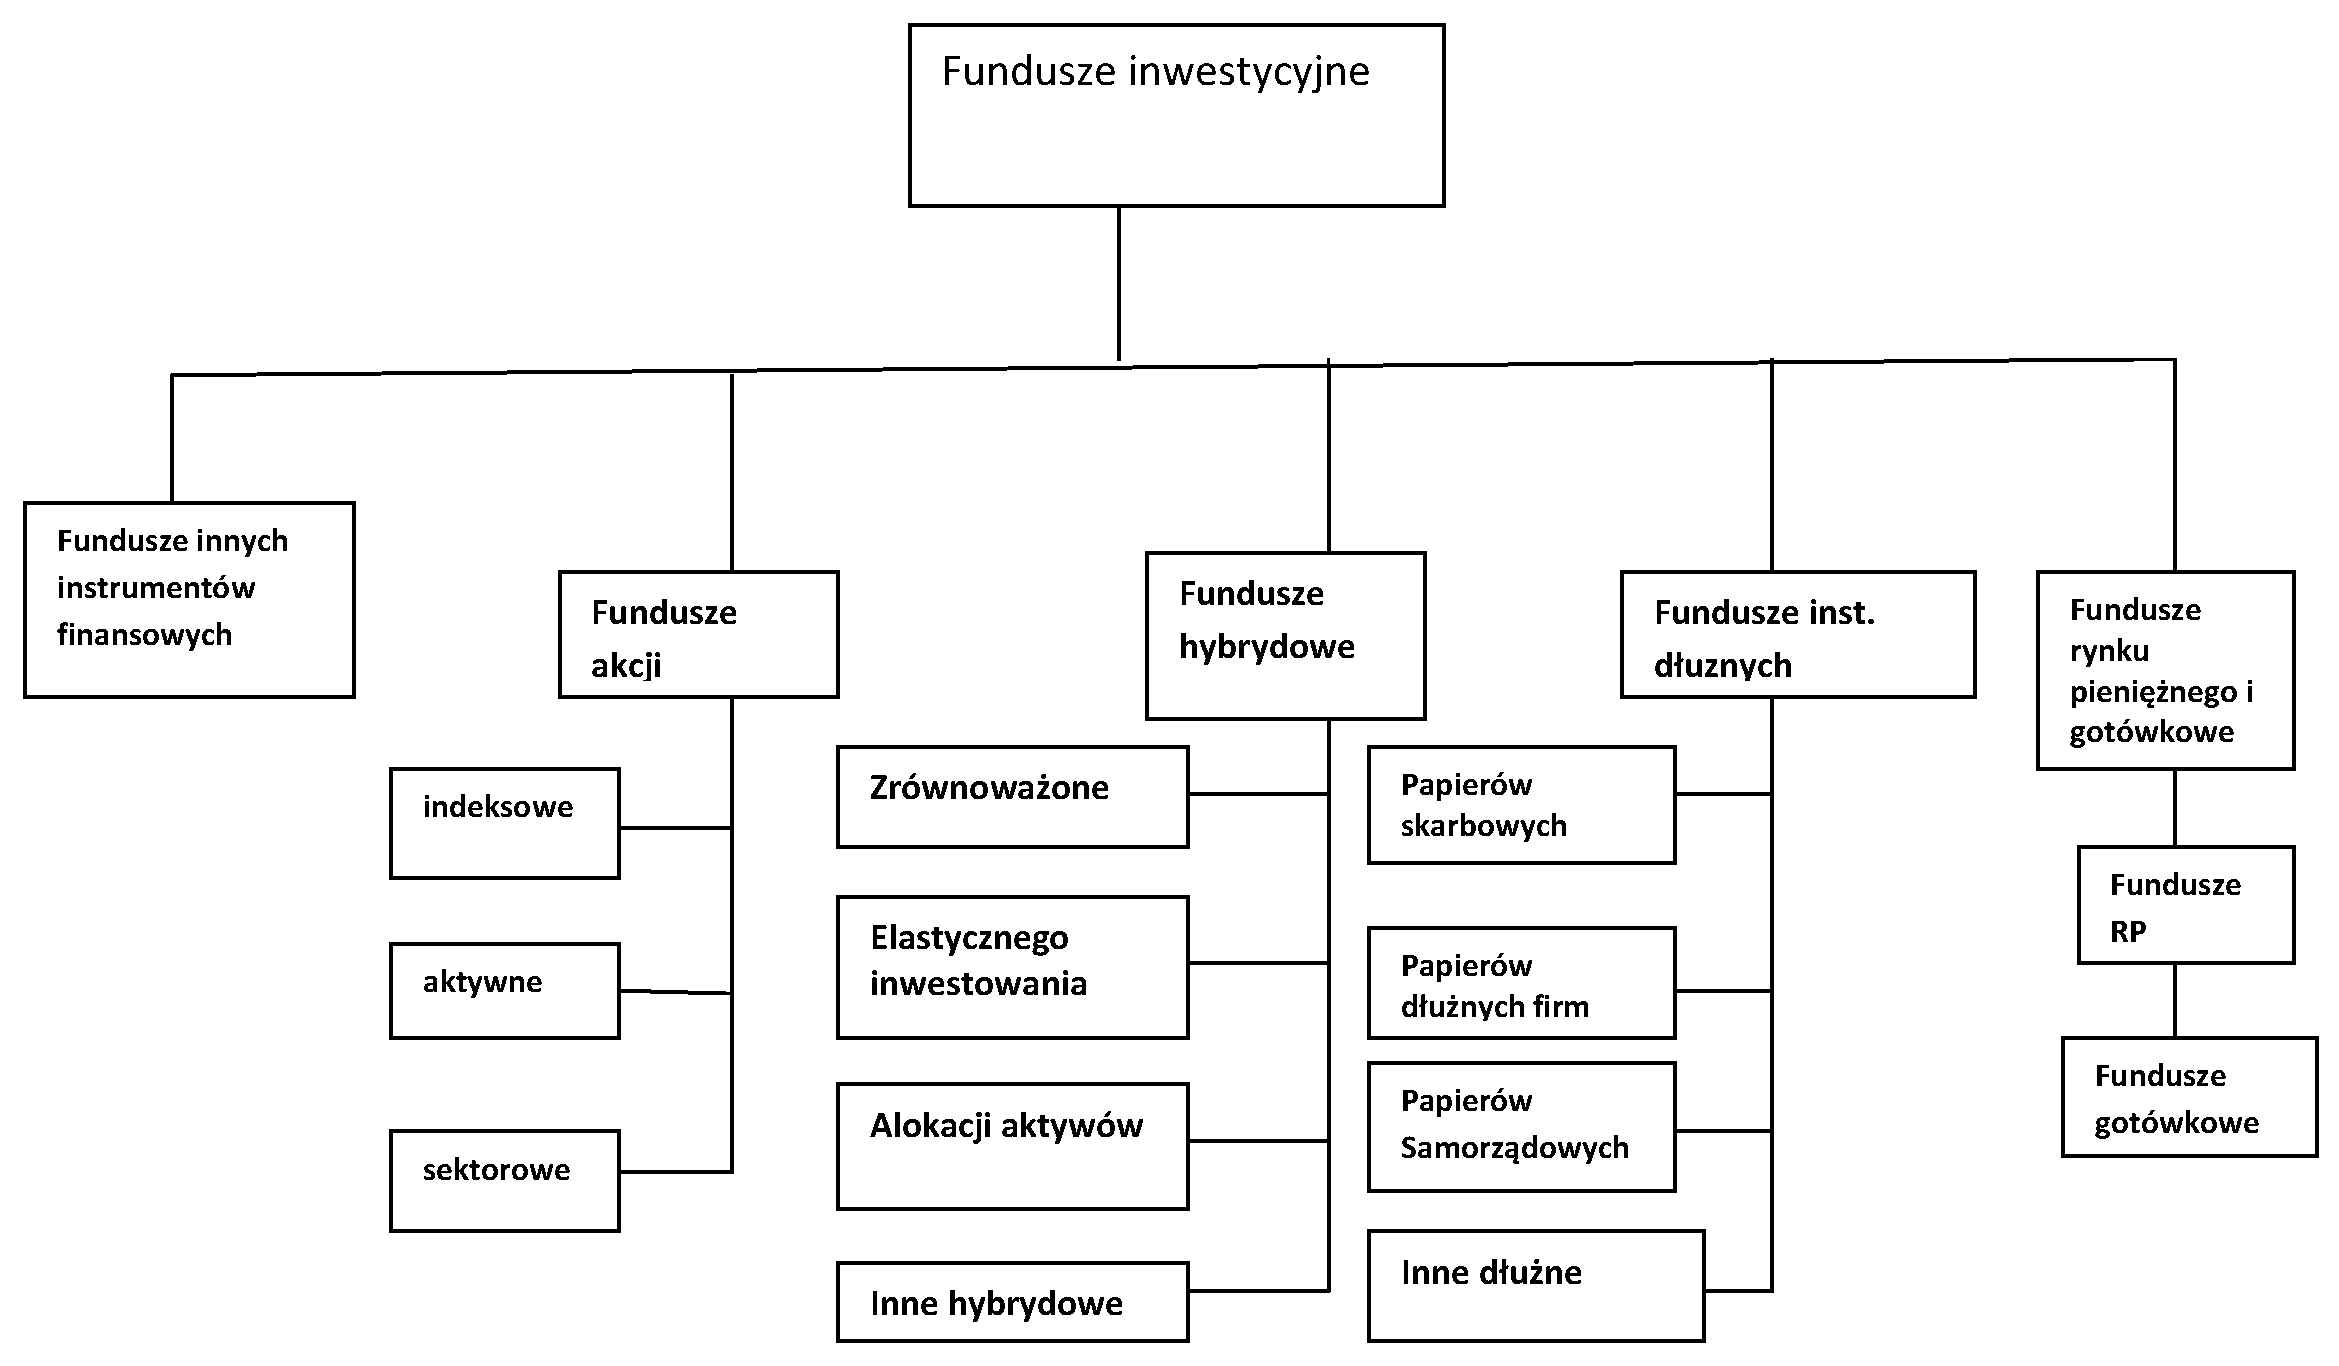 Fundusze inwestycyjne
Fundusze innych
instrumentów
finansowych
Fundusze
akcji
indeksowe
aktywne
sektorowe
Fundusze
hybrydowe
Zrównoważone
Elastycznego
inwestowania
Alokacji aktywów
Inne hybrydowe
Fundusze inst.
dłuznych
Papierów
skarbowych
Papierów
dłużnych firm
Papierów
Samorządowych
Inne dłużne
Fundusze
rynku
pieniężnego i
gotówkowe
Fundusze
RP
Fundusze
gotówkowe